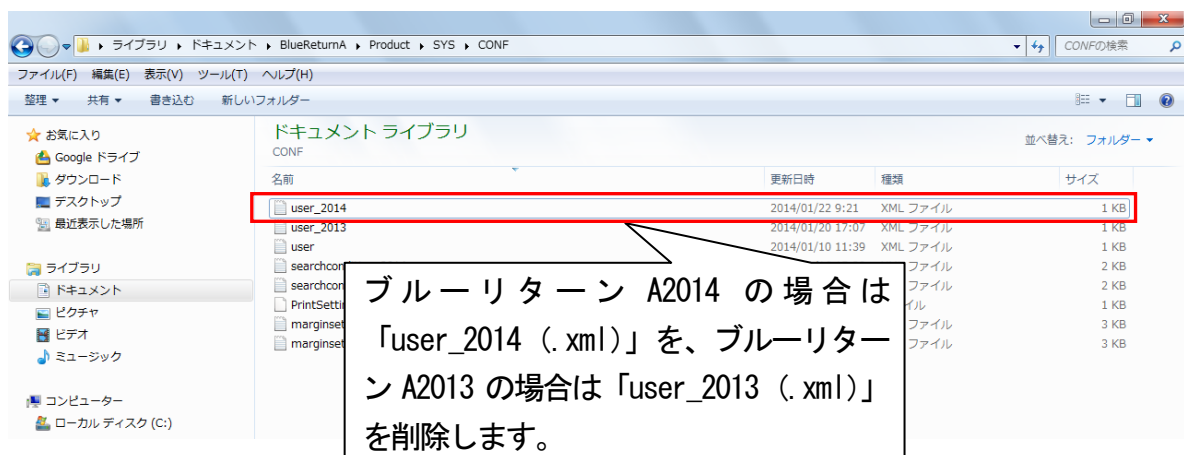 ライブラリ ▸ ドキュメント ▸ BlueReturnA ▸ Product ▸ SYS ▸ CONF
CONFの検索
ファイル(F) 編集(E) 表示(V) ツール(T) ヘルプ(H)
整理 ▼ 共有 ▼ 書き込む 新しいフォルダー
お気に入り
Google ドライブ
ダウンロード
デスクトップ
最近表示した場所
ライブラリ
ドキュメント
ピクチャ
ビデオ
ミュージック
コンピューター
ローカル ディスク (C:)
ドキュメント ライブラリ
CONF
並べ替え: フォルダー ▼
名前 更新日時 種類 サイズ
user_2014 2014/01/22 9:21 XML ファイル 1 KB
user_2013 2014/01/20 17:07 XML ファイル 1 KB
user 2014/01/10 11:39 XML ファイル 1 KB
searchcon ファイル 2 KB
searchcon ファイル 2 KB
PrintSetti イル 1 KB
marginset ファイル 3 KB
marginset ファイル 3 KB
ブルーリターン A2014 の場合は
「user_2014（.xml）」を、ブルーリター
ン A2013 の場合は「user_2013（.xml）」
を削除します。